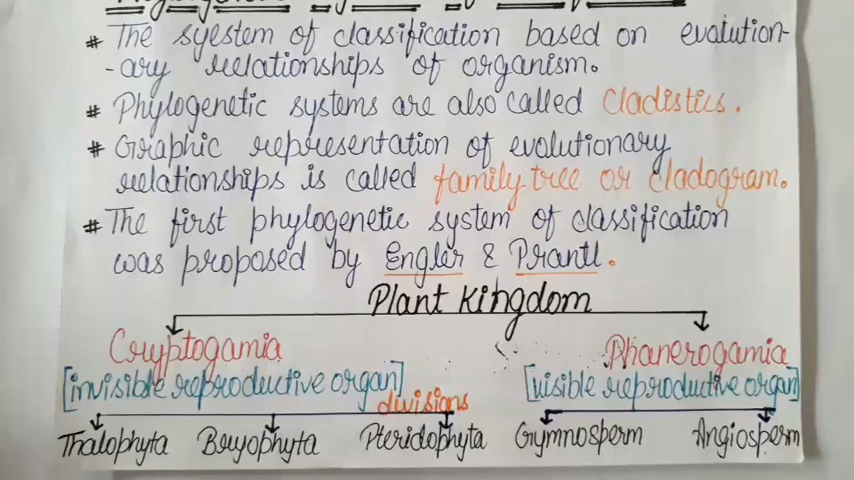 # The syestem of classification based on evalution-
-ary relationships of organism.
# Phylogenetic systems are also called Cladistics.
# Graphic representation of evalutionary
relationships is called family tree or cladogram.
# The first phylogenetic system of classification
was proposed by Engler & Prantl.
Plant Kingdom
Cryptogamia Phanerogamia
[invisible reproductive organ] [visible reproductive organ]
divisions
Thalophyta Bryophyta Pteridophyta Gymnosperm Angiosperm